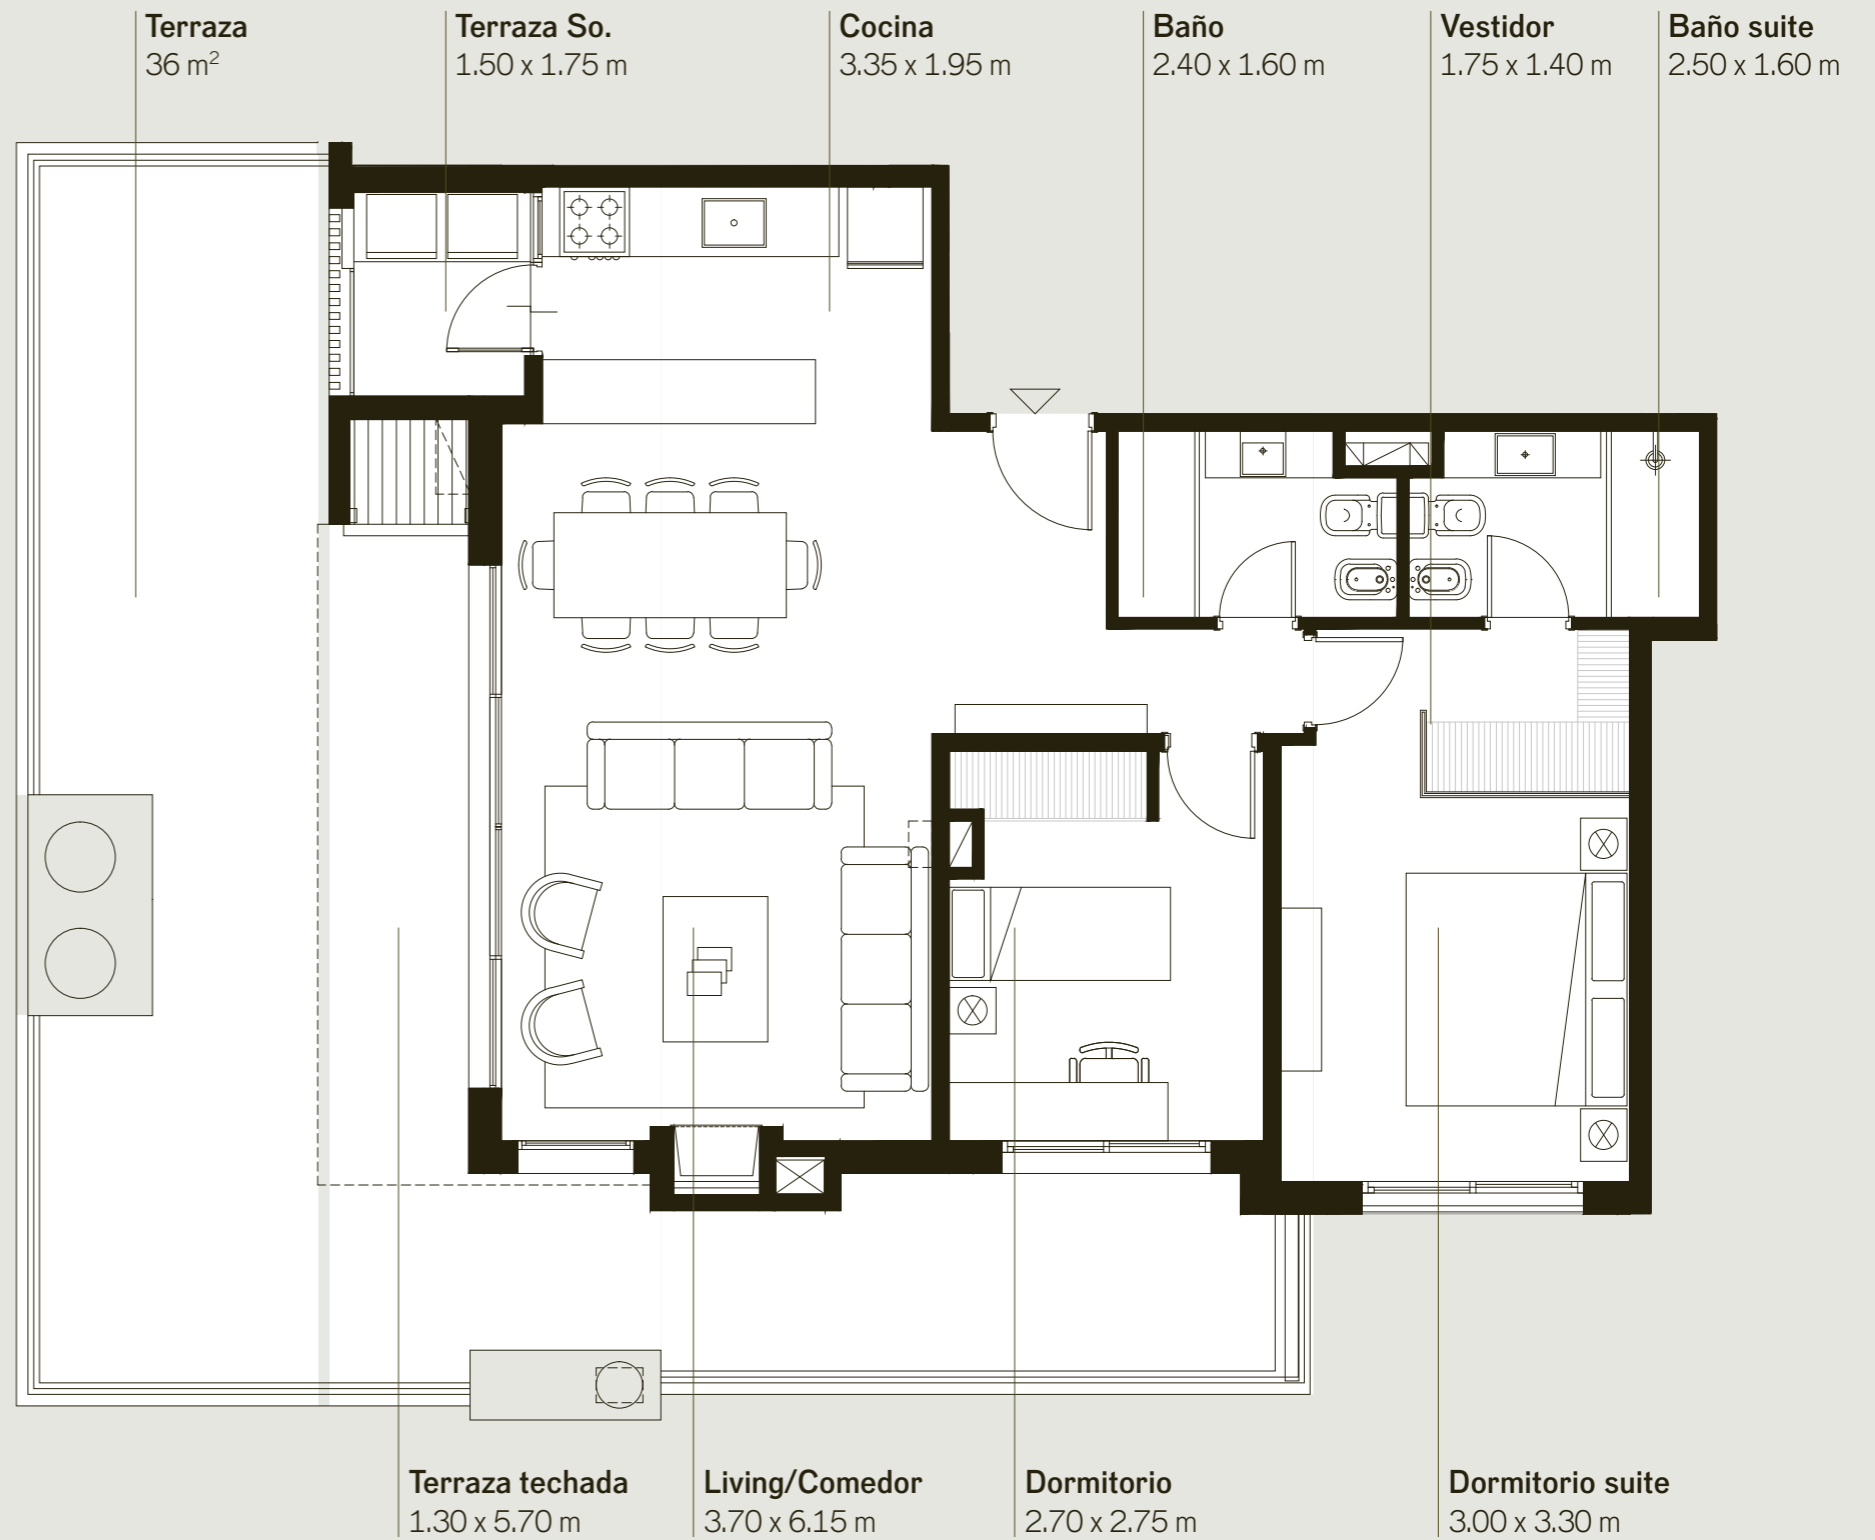 Terraza
36 m²
Terraza So.
1.50 x 1.75 m
Cocina
3.35 x 1.95 m
Baño
2.40 x 1.60 m
Vestidor
1.75 x 1.40 m
Baño suite
2.50 x 1.60 m
Terraza techada
1.30 x 5.70 m
Living/Comedor
3.70 x 6.15 m
Dormitorio
2.70 x 2.75 m
Dormitorio suite
3.00 x 3.30 m